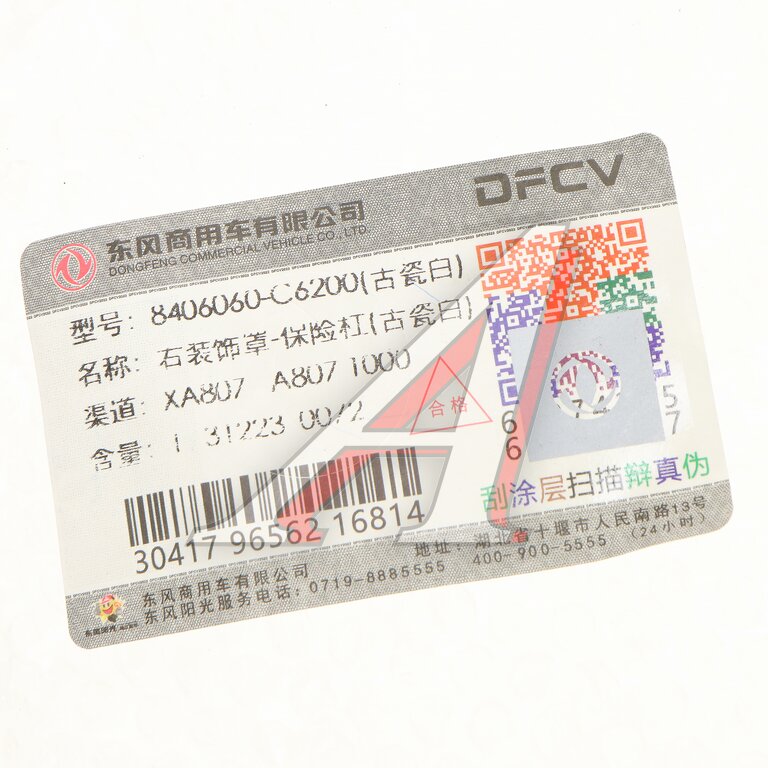 DFCV
东风商用车有限公司
DONGFENG COMMERCIAL VEHICLE CO., LTD.
型号: 8406060-C6200(古瓷白)
名称: 右装饰罩-保险杠(古瓷白)
渠道: XA807 A807 1000
含量: 1 31223 0072
合格
6 7 5
6 7
刮涂层扫描辩真伪
30417 96562 16814
地址: 湖北省十堰市人民南路13号
东风商用车有限公司
东风阳光服务电话: 0719-8885555 400-900-5555 (24小时)